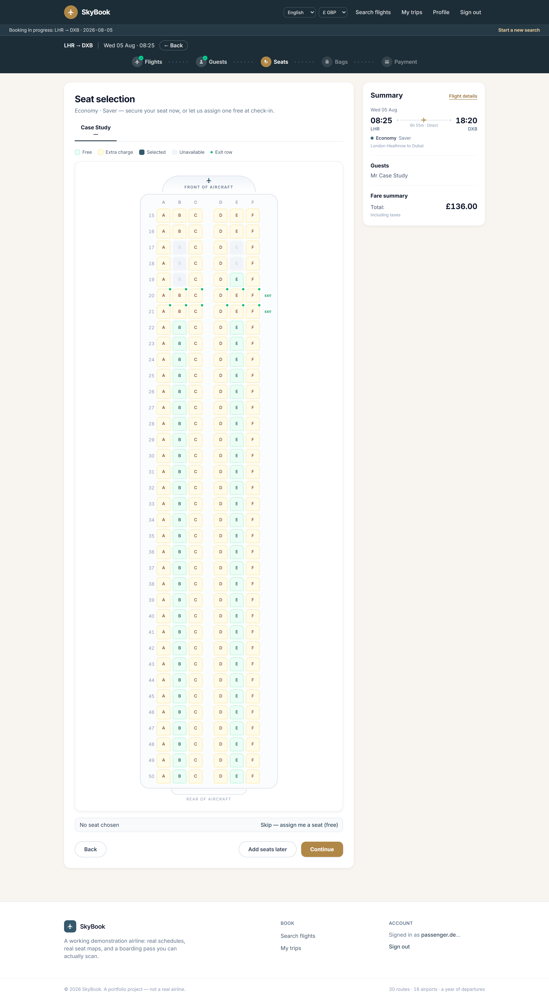 SkyBook
English £ GBP Search flights My trips Profile Sign out
Booking in progress: LHR → DXB · 2026-08-05 Start a new search
LHR → DXB Wed 05 Aug · 08:25 ← Back
Flights Guests Seats Bags Payment
Seat selection
Economy · Saver — secure your seat now, or let us assign one free at check-in.
Case Study
—
Free Extra charge Selected Unavailable Exit row
FRONT OF AIRCRAFT
A B C D E F
15 A B C D E F
16 A B C D E F
17 A B C D E F
18 A B C D E F
19 A B C D E F
20 A B C D E F EXIT
21 A B C D E F EXIT
22 A B C D E F
23 A B C D E F
24 A B C D E F
25 A B C D E F
26 A B C D E F
27 A B C D E F
28 A B C D E F
29 A B C D E F
30 A B C D E F
31 A B C D E F
32 A B C D E F
33 A B C D E F
34 A B C D E F
35 A B C D E F
36 A B C D E F
37 A B C D E F
38 A B C D E F
39 A B C D E F
40 A B C D E F
41 A B C D E F
42 A B C D E F
43 A B C D E F
44 A B C D E F
45 A B C D E F
46 A B C D E F
47 A B C D E F
48 A B C D E F
49 A B C D E F
50 A B C D E F
REAR OF AIRCRAFT
No seat chosen Skip — assign me a seat (free)
Back Add seats later Continue
Summary Flight details
Wed 05 Aug
08:25 18:20
6h 55m · Direct
LHR DXB
Economy Saver
London Heathrow to Dubai
Guests
Mr Case Study
Fare summary
Total: £136.00
Including taxes
SkyBook
A working demonstration airline: real schedules,
real seat maps, and a boarding pass you can
actually scan.
BOOK
Search flights
My trips
ACCOUNT
Signed in as passenger.de...
Sign out
© 2026 SkyBook. A portfolio project — not a real airline. 30 routes · 16 airports · a year of departures